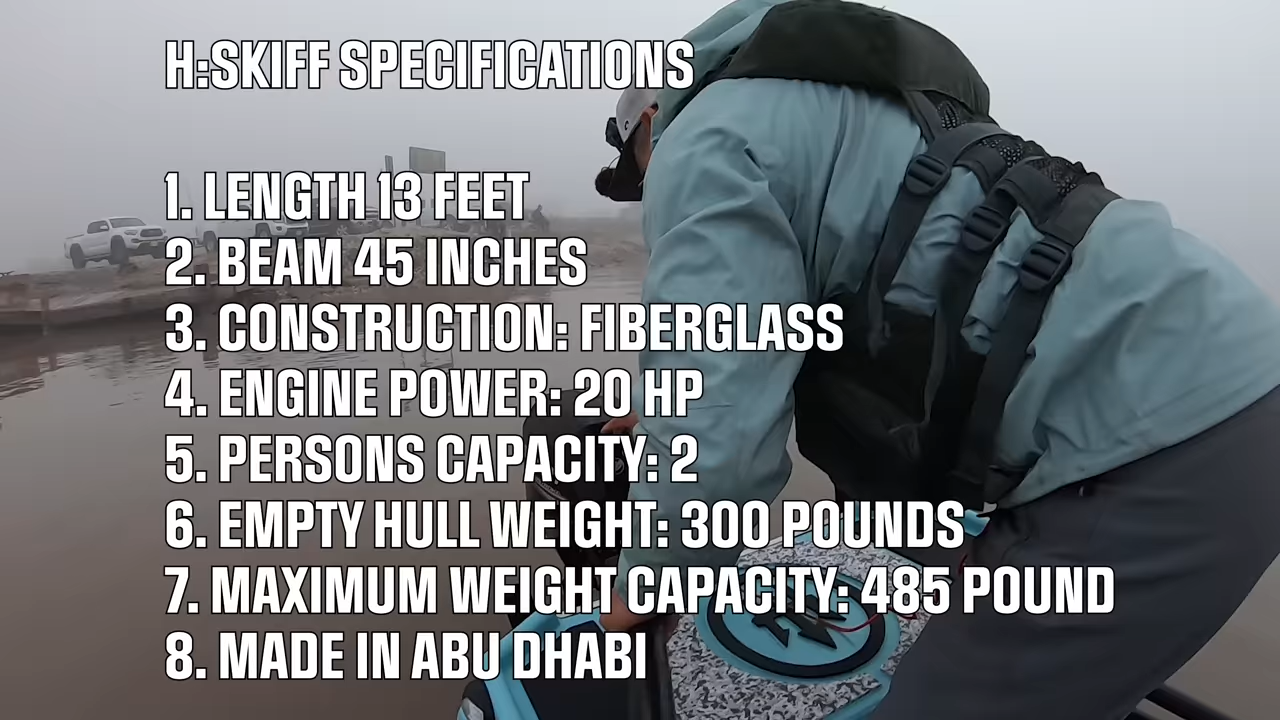 H:SKIFF SPECIFICATIONS
1. LENGTH 13 FEET
2. BEAM 45 INCHES
3. CONSTRUCTION: FIBERGLASS
4. ENGINE POWER: 20 HP
5. PERSONS CAPACITY: 2
6. EMPTY HULL WEIGHT: 300 POUNDS
7. MAXIMUM WEIGHT CAPACITY: 485 POUND
8. MADE IN ABU DHABI